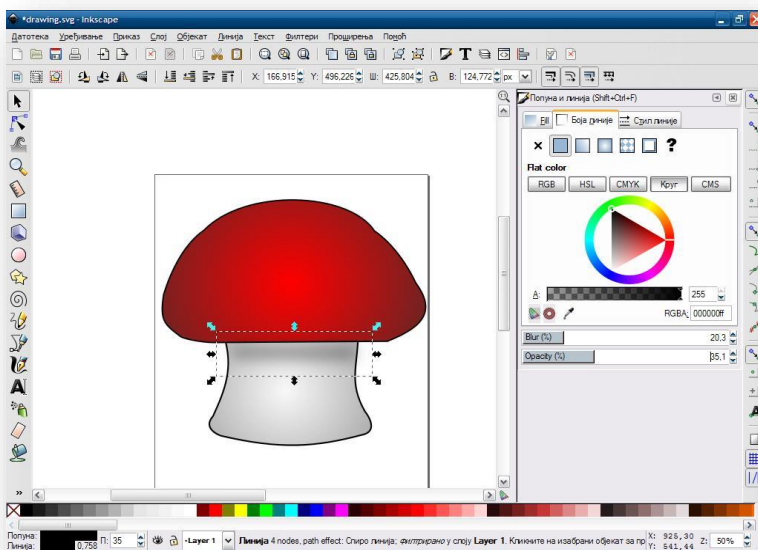 *drawing.svg - Inkscape
Датотека Уређивање Приказ Слој Објекат Линија Текст Филтери Проширења Помоћ
X: 166,915 Y: 496,226 Ш: 425,804 В: 124,772 px
Попуна и линија (Shift+Ctrl+F)
Fill Боја линије Стил линије
Flat color
RGB HSL CMYK Круг CMS
A: 255
RGBA: 000000ff
Blur (%) 20,3
Opacity (%) 35,1
Попуна: П: 35 -Layer 1 Линија 4 nodes, path effect: Спиро линија; филтрирано у слоју Layer 1. Кликните на изабрани објекат за пр X: 925,30 Z: 50%
Линија: 0,758 Y: 541,44